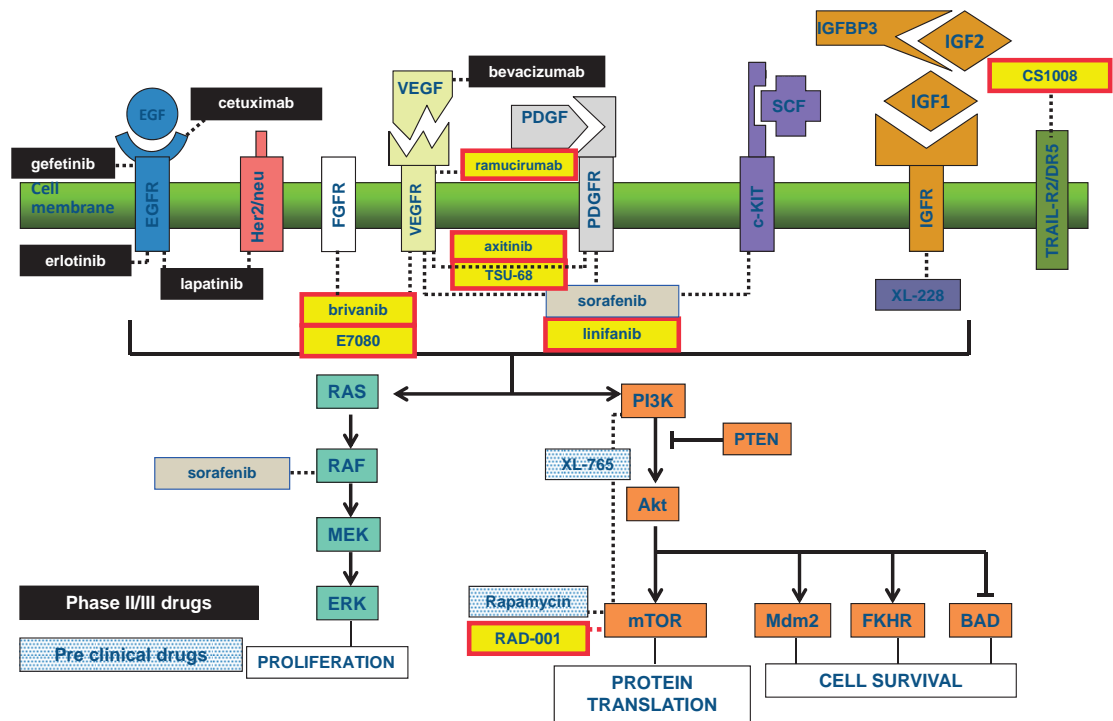 IGFBP3
IGF2
bevacizumab
CS1008
VEGF
cetuximab
EGF
SCF
IGF1
PDGF
gefetinib
ramucirumab
Cell
membrane
EGFR
Her2/neu
FGFR
VEGFR
PDGFR
c-KIT
IGFR
TRAIL-R2/DR5
axitinib
erlotinib
TSU-68
lapatinib
sorafenib
XL-228
brivanib
linifanib
E7080
RAS
PI3K
PTEN
XL-765
sorafenib
RAF
Akt
MEK
Phase II/III drugs
ERK
Rapamycin
mTOR
Mdm2
FKHR
BAD
RAD-001
Pre clinical drugs
PROLIFERATION
PROTEIN
TRANSLATION
CELL SURVIVAL